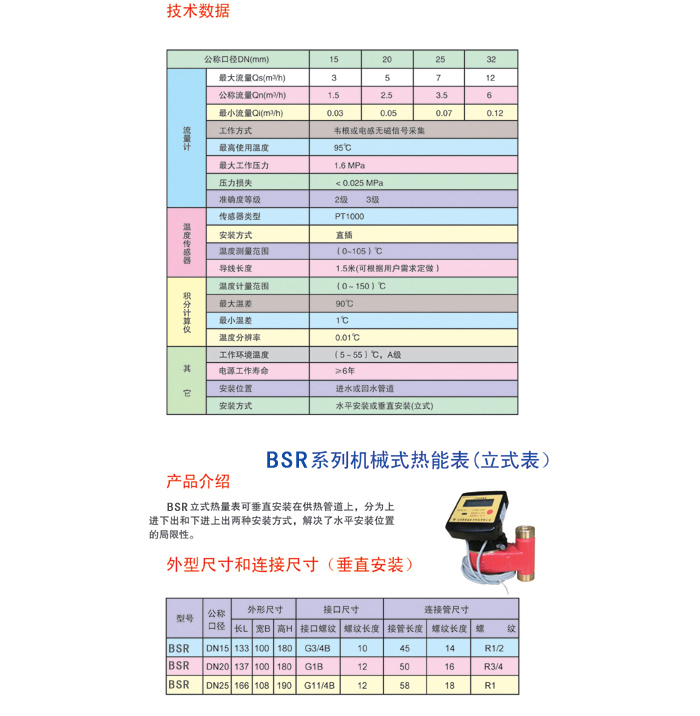 技术数据
公称口径DN(mm) 15 20 25 32
流量计
最大流量Qs(m³/h) 3 5 7 12
公称流量Qn(m³/h) 1.5 2.5 3.5 6
最小流量Qi(m³/h) 0.03 0.05 0.07 0.12
工作方式 韦根或电感无磁信号采集
最高使用温度 95℃
最大工作压力 1.6 MPa
压力损失 < 0.025 MPa
准确度等级 2级 3级
温度传感器
传感器类型 PT1000
安装方式 直插
温度测量范围 (0~105) ℃
导线长度 1.5米(可根据用户需求定做)
积分计算仪
温度计量范围 (0~150) ℃
最大温差 90℃
最小温差 1℃
温度分辨率 0.01℃
其它
工作环境温度 (5~55) ℃, A级
电源工作寿命 ≥6年
安装位置 进水或回水管道
安装方式 水平安装或垂直安装(立式)
BSR系列机械式热能表(立式表)
产品介绍
BSR立式热量表可垂直安装在供热管道上，分为上
进下出和下进上出两种安装方式，解决了水平安装位置
的局限性。
外型尺寸和连接尺寸（垂直安装）
型号 公称口径 外形尺寸 接口尺寸 连接管尺寸
长L 宽B 高H 接口螺纹 螺纹长度 接管长度 螺纹长度 螺纹
BSR DN15 133 100 180 G3/4B 10 45 14 R1/2
BSR DN20 137 100 180 G1B 12 50 16 R3/4
BSR DN25 166 108 190 G11/4B 12 58 18 R1